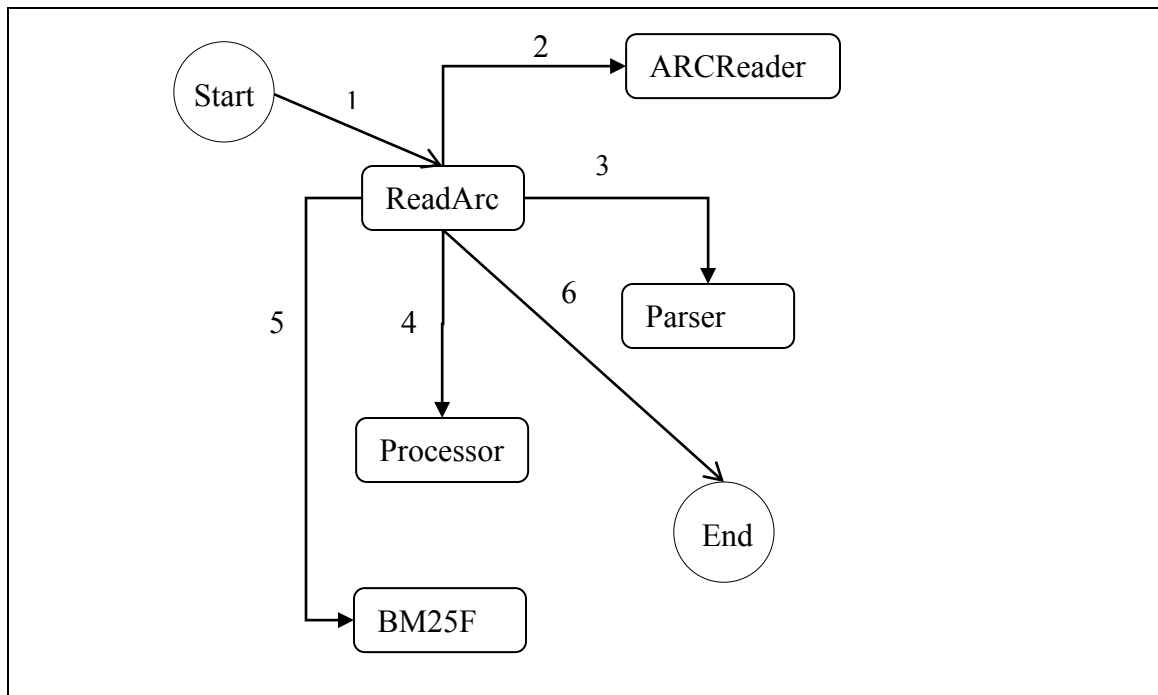 2
ARCReader
Start
1
3
ReadArc
6
5
4
Parser
Processor
End
BM25F